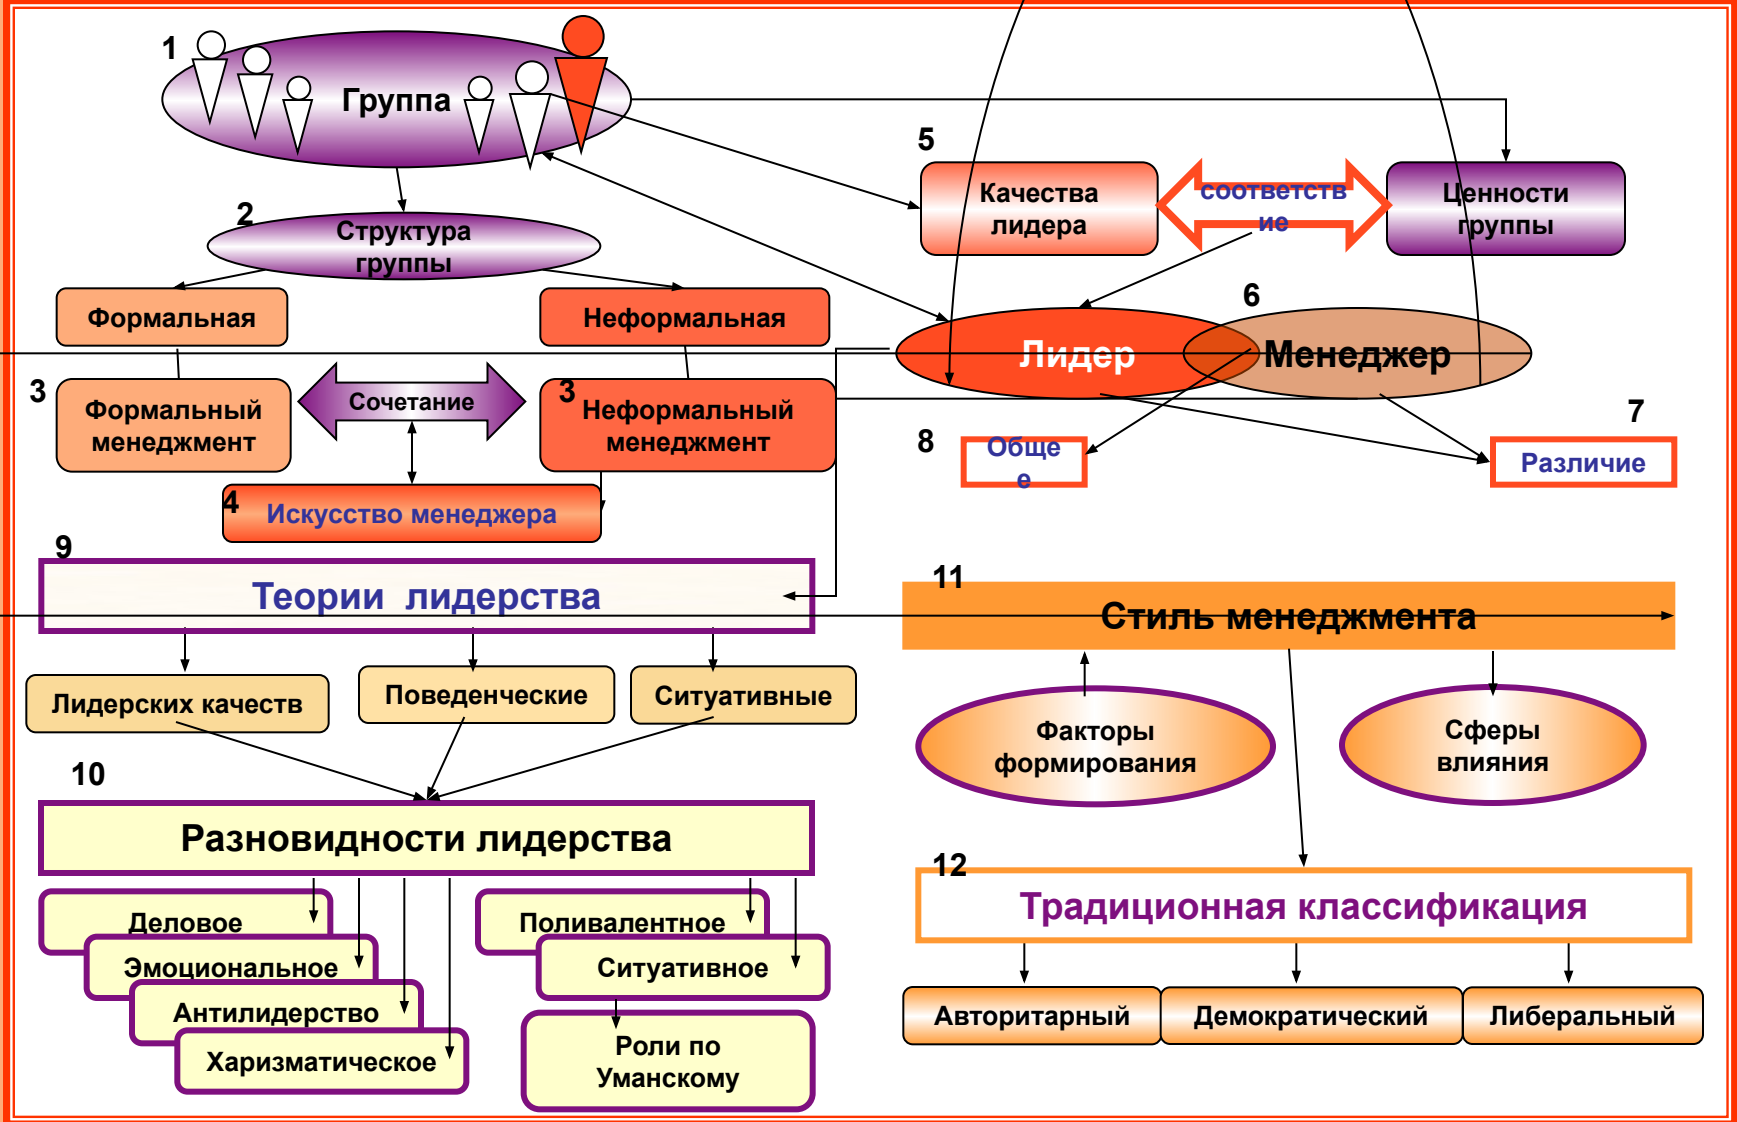 1
Группа
5
Качества
лидера
соответств
ие
Ценности
группы
2
Структура
группы
Формальная
Неформальная
6
Лидер
Менеджер
3
Формальный
менеджмент
Сочетание
3
Неформальный
менеджмент
7
8
Обще
е
Различие
4
Искусство менеджера
9
Теории лидерства
11
Стиль менеджмента
Лидерских качеств
Поведенческие
Ситуативные
Факторы
формирования
Сферы
влияния
10
Разновидности лидерства
12
Традиционная классификация
Деловое
Эмоциональное
Антилидерство
Харизматическое
Поливалентное
Ситуативное
Роли по
Уманскому
Авторитарный
Демократический
Либеральный